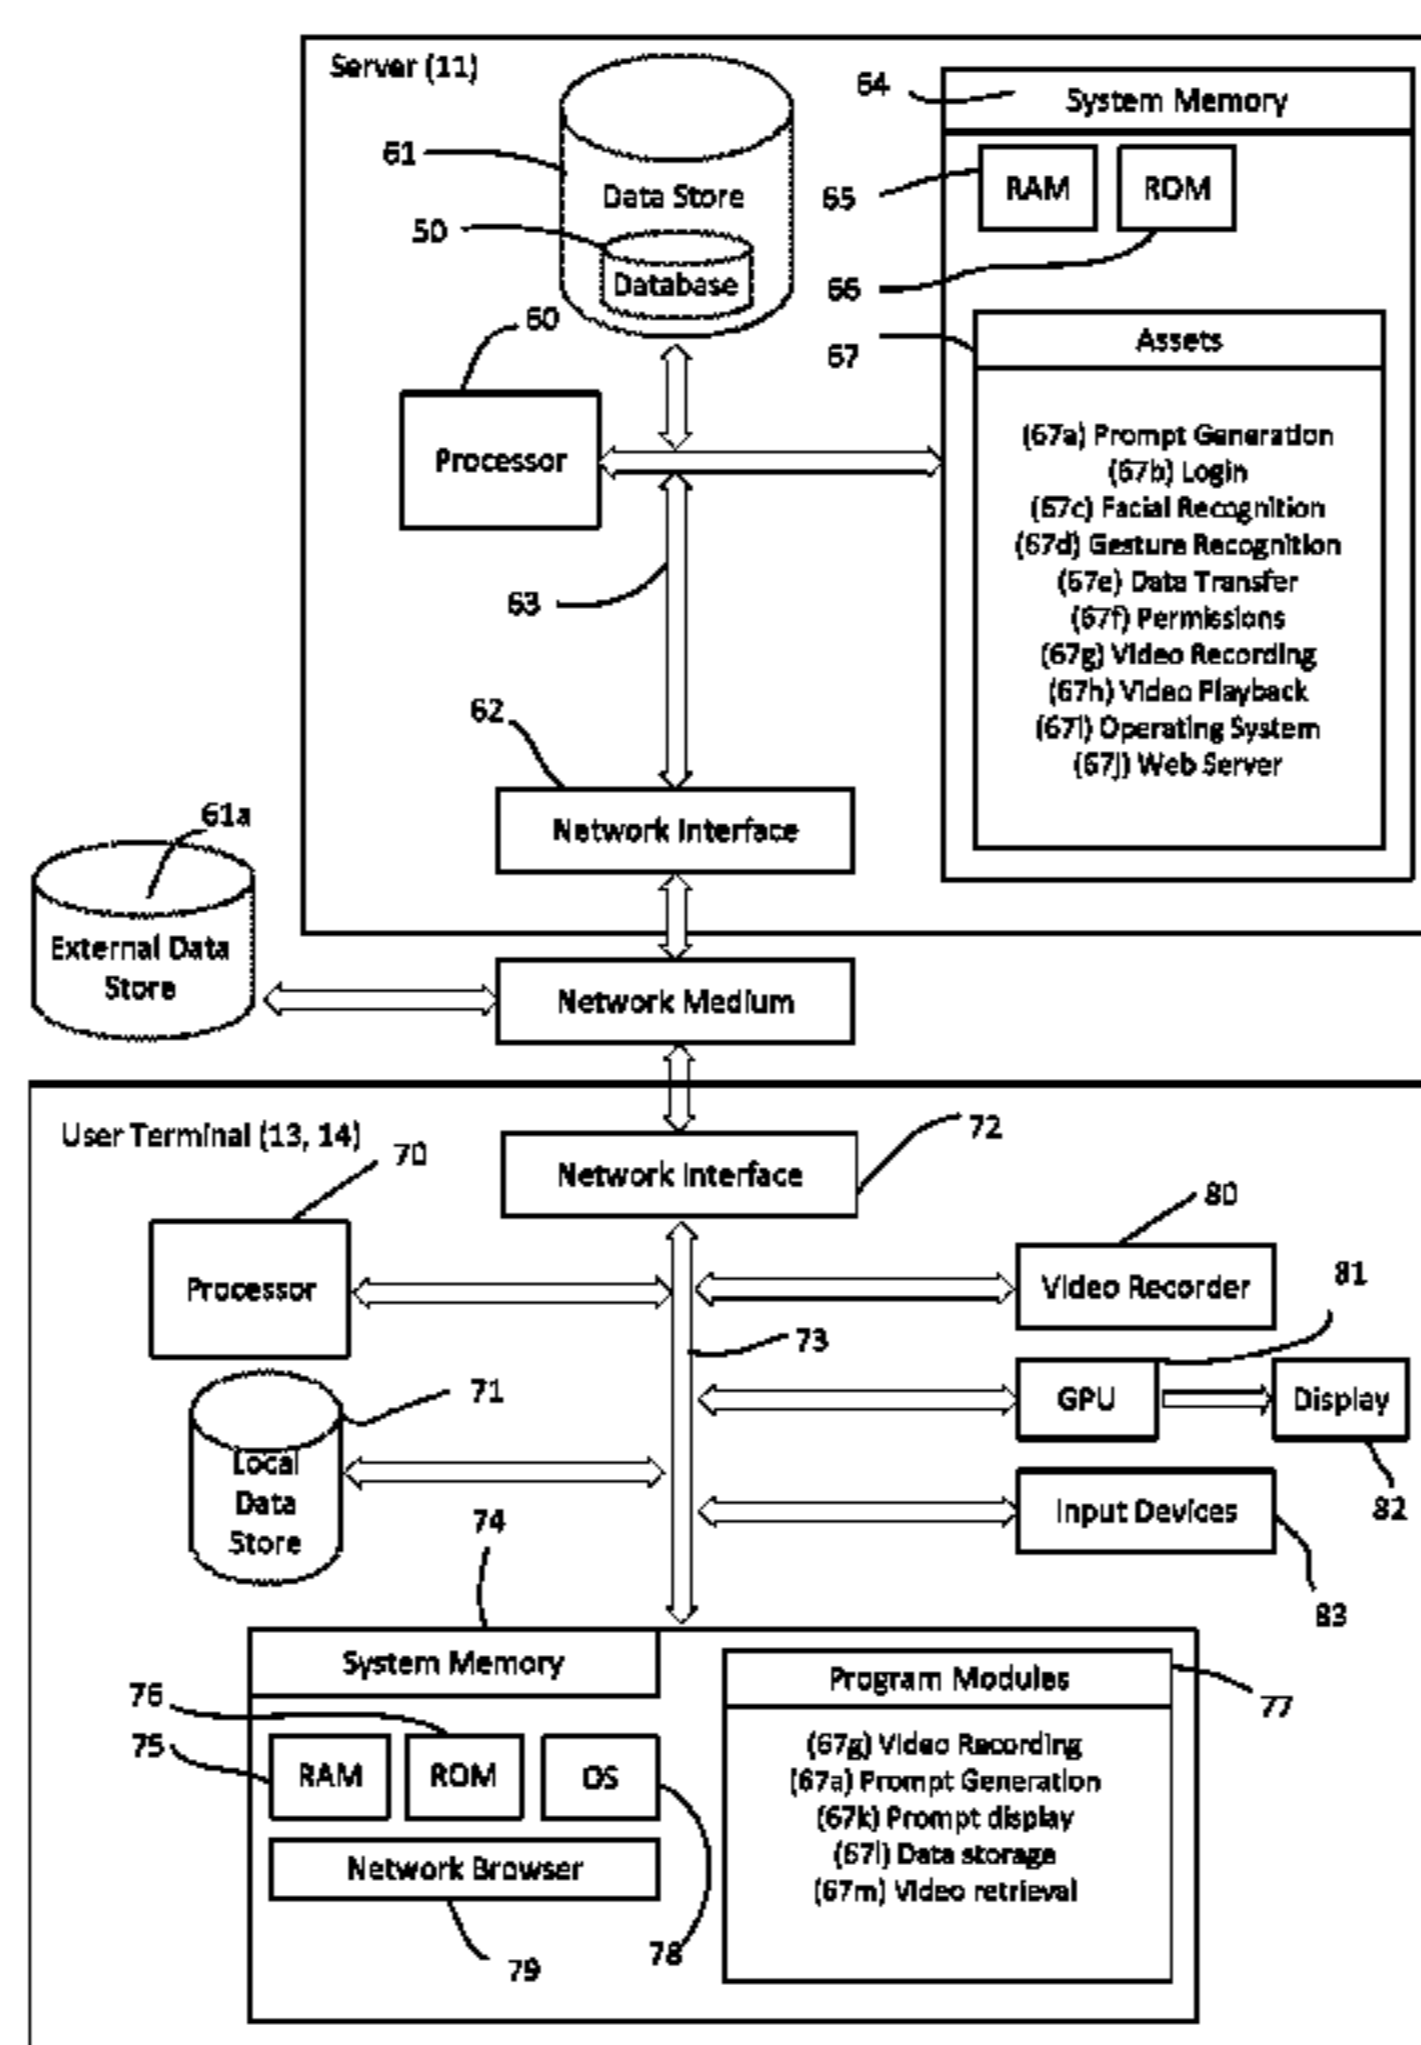 Server (11)
64
System Memory
61
65
RAM
ROM
Data Store
50
66
Database
60
67
Assets
Processor
(67a) Prompt Generation
(67b) Login
(67c) Facial Recognition
(67d) Gesture Recognition
(67e) Data Transfer
(67f) Permissions
(67g) Video Recording
(67h) Video Playback
(67i) Operating System
(67j) Web Server
63
62
Network Interface
61a
External Data
Store
Network Medium
User Terminal (13, 14)
72
70
Network Interface
80
Processor
Video Recorder
81
73
71
GPU
Display
Local
Data
Store
Input Devices
82
74
83
System Memory
Program Modules
76
77
75
RAM
ROM
OS
(67g) Video Recording
(67a) Prompt Generation
(67k) Prompt display
(67l) Data storage
(67m) Video retrieval
Network Browser
78
79